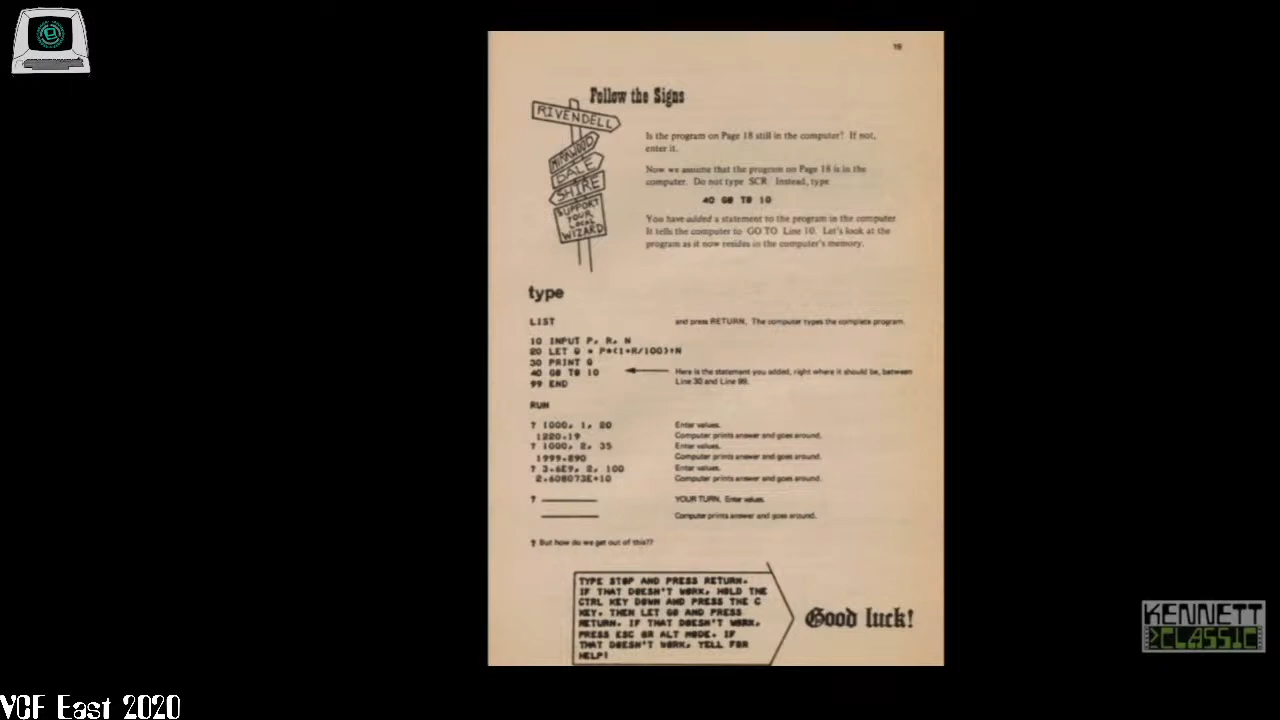 19
Follow the Signs
RIVENDELL
MIRKWOOD
DALE
SHIRE
SUPPORT
YOUR
LOCAL
WIZARD
Is the program on Page 18 still in the computer? If not,
enter it.
Now we assume that the program on Page 18 is in the
computer. Do not type SCR. Instead, type
40 GO TO 10
You have added a statement to the program in the computer
It tells the computer to GO TO Line 10. Let's look at the
program as it now resides in the computer's memory.
type
LIST and press RETURN. The computer types the complete program.
10 INPUT P, R, N
20 LET Q = P*(1+R/100)↑N
30 PRINT Q
40 GO TO 10 Here is the statement you added, right where it should be, between
99 END Line 30 and Line 99.
RUN
? 1000, 1, 20 Enter values.
1220.19 Computer prints answer and goes around.
? 1000, 2, 35 Enter values.
1999.890 Computer prints answer and goes around.
? 3.6E9, 2, 100 Enter values.
2.608073E+10 Computer prints answer and goes around.
? YOUR TURN. Enter values.
Computer prints answer and goes around.
? But how do we get out of this??
TYPE STOP AND PRESS RETURN.
IF THAT DOESN'T WORK, HOLD THE
CTRL KEY DOWN AND PRESS THE C
KEY. THEN LET GO AND PRESS
RETURN. IF THAT DOESN'T WORK,
PRESS ESC OR ALT MODE. IF
THAT DOESN'T WORK, YELL FOR
HELP!
Good luck!
KENNETT
CLASSIC
VCF East 2020